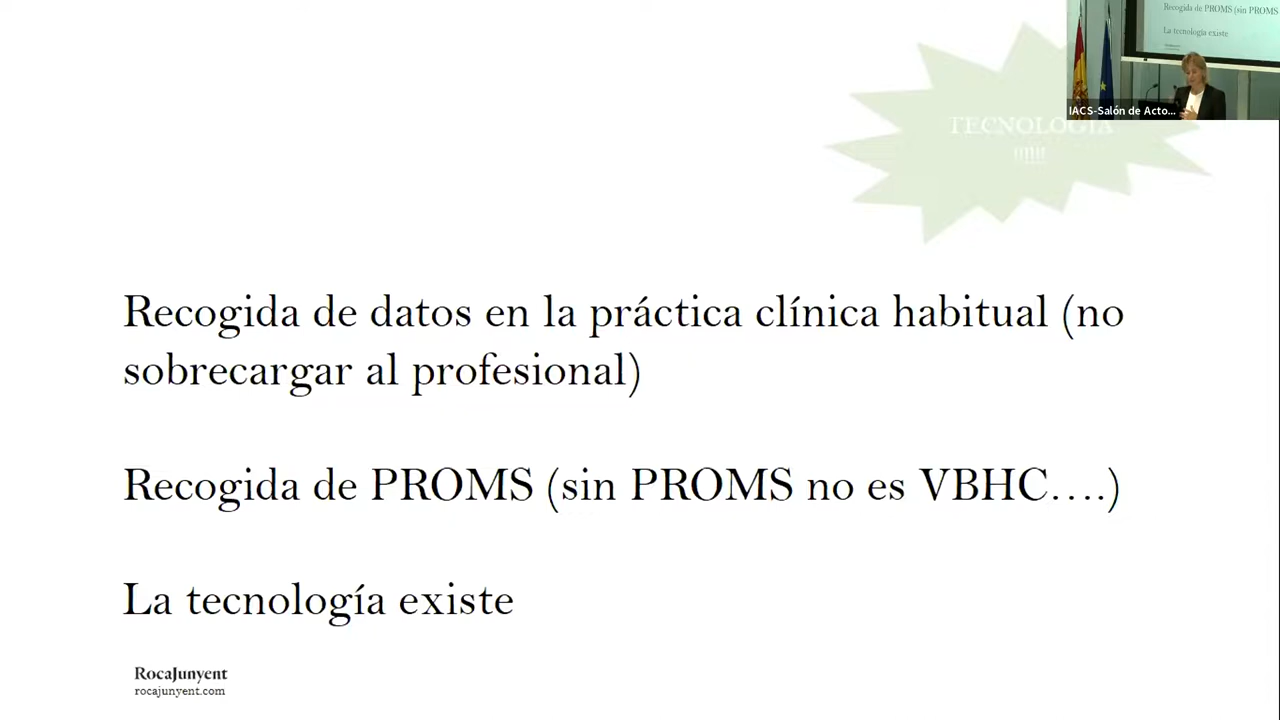 Recogida de PROMS (sin PROMS
La tecnología existe
IACS-Salón de Acto...
TECNOLOGÍA
Recogida de datos en la práctica clínica habitual (no
sobrecargar al profesional)
Recogida de PROMS (sin PROMS no es VBHC….)
La tecnología existe
RocaJunyent
rocajunyent.com